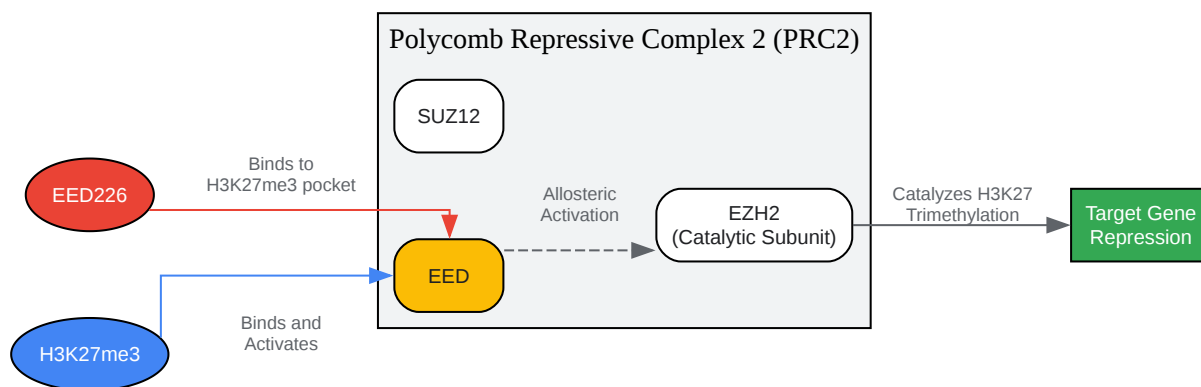 Polycomb Repressive Complex 2 (PRC2)
SUZ12
Binds to
H3K27me3 pocket
EED226
Allosteric
Activation
EZH2
(Catalytic Subunit)
Catalyzes H3K27
Trimethylation
Target Gene
Repression
EED
Binds and
Activates
H3K27me3